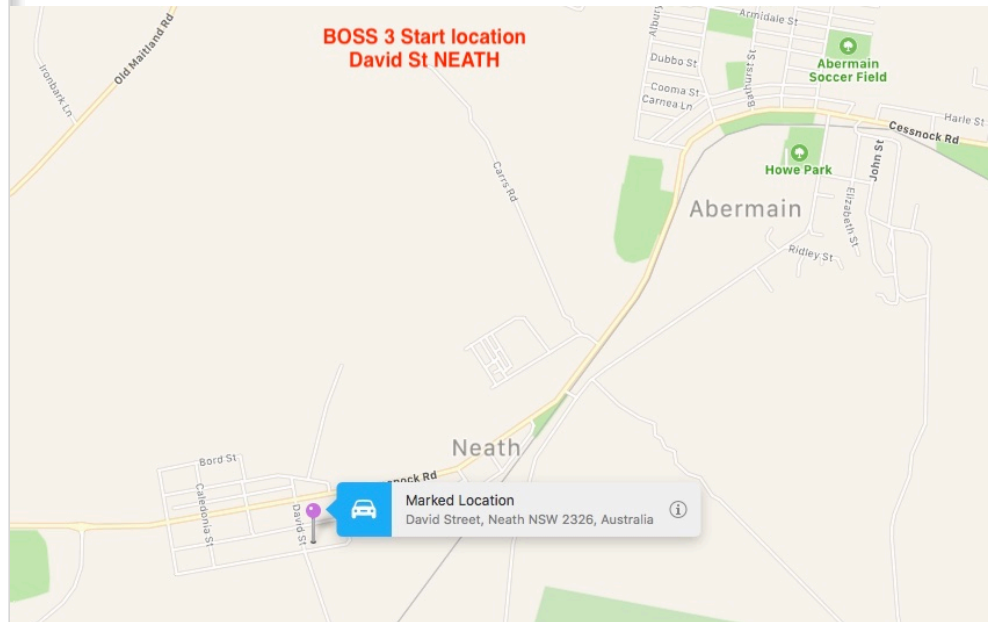 BOSS 3 Start location
David St NEATH
Old Maitland Rd
Ironbark Ln
Carrs Rd
Albury
Armidale St
Dubbo St
Bathurst St
Cooma St
Carnea Ln
Abermain
Soccer Field
Harle St
Cessnock Rd
Howe Park
John St
Elizabeth St
Abermain
Ridley St
Neath
Bord St
nock Rd
Caledonia St
David St
Marked Location
David Street, Neath NSW 2326, Australia